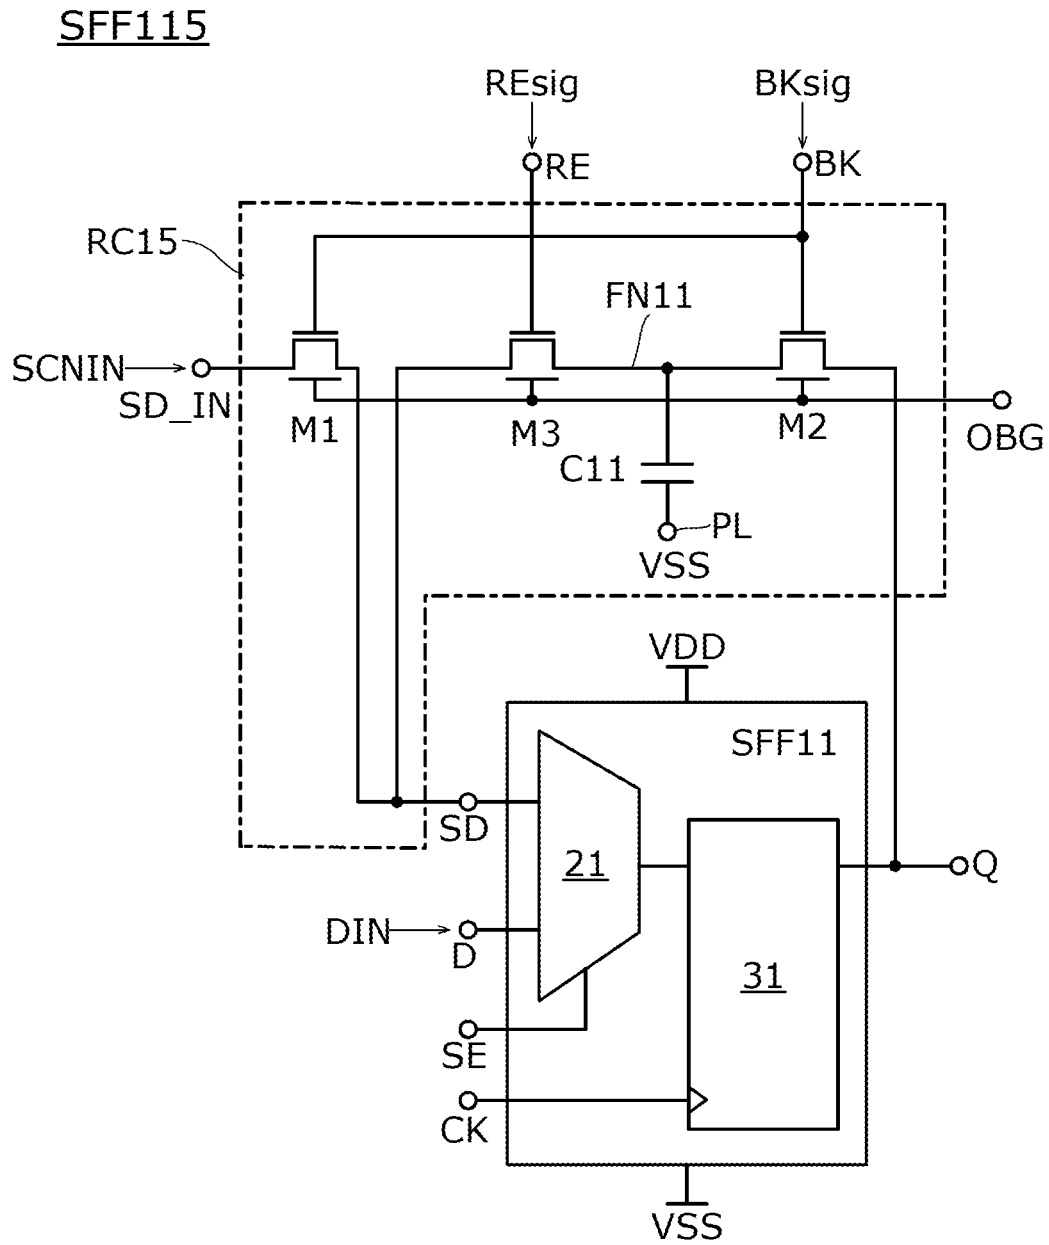 SFF115
REsig
BKsig
RE
BK
RC15
FN11
SCNIN
SD_IN
M1
M3
M2
OBG
C11
PL
VSS
VDD
SFF11
SD
21
Q
DIN
D
31
SE
CK
VSS